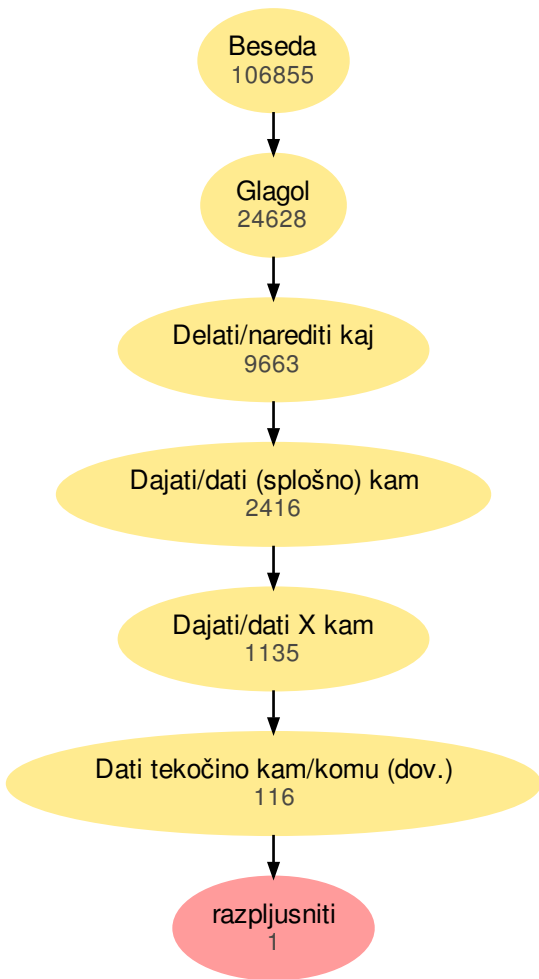 Beseda
106855
Glagol
24628
Delati/narediti kaj
9663
Dajati/dati (splošno) kam
2416
Dajati/dati X kam
1135
Dati tekočino kam/komu (dov.)
116
razpljusniti
1